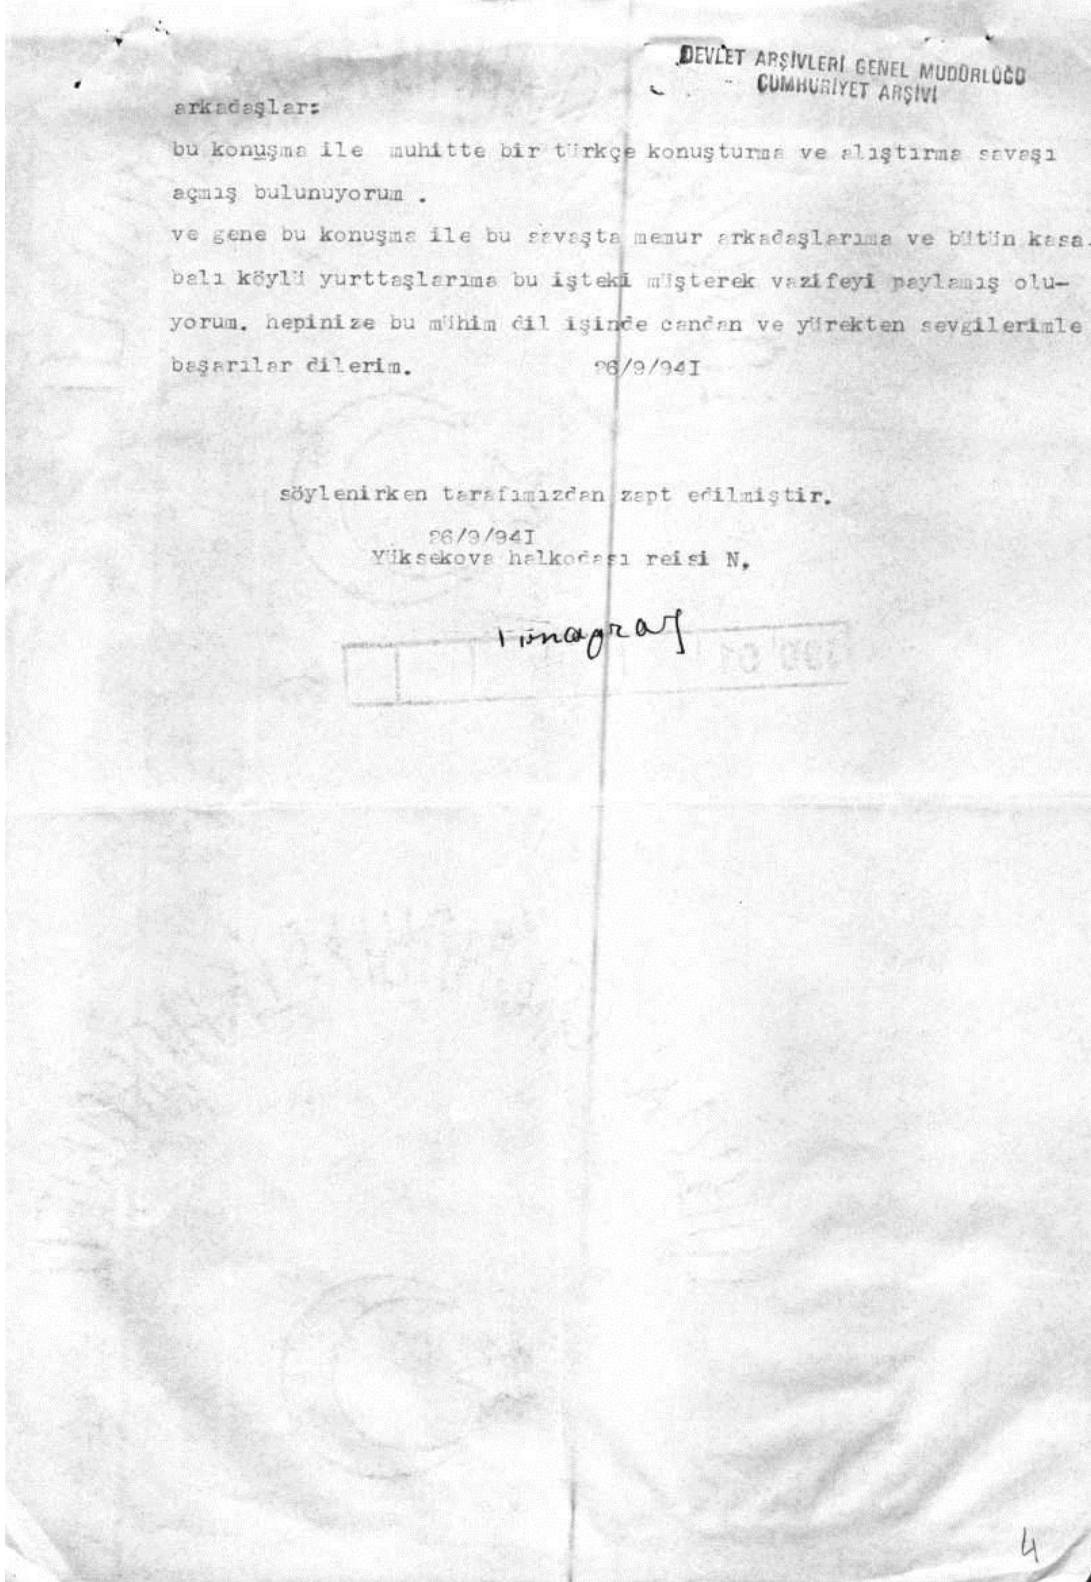 DEVLET ARŞİVLERİ GENEL MÜDÜRLÜĞÜ
CUMHURİYET ARŞİVİ
arkadaşlar:
bu konuşma ile muhitte bir türkçe konuşturma ve alıştırma savaşı
açmış bulunuyorum .
ve gene bu konuşma ile bu savaşta memur arkadaşlarıma ve bütün kasa.
balı köylü yurttaşlarıma bu işteki müşterek vazifeyi paylamış olu-
yorum. hepinize bu mühim dil işinde candan ve yürekten sevgilerimle
başarılar dilerim. 26/9/94I
söylenirken tarafımızdan zapt edilmiştir.
26/9/94I
Yüksekova halkodası reisi N.
4